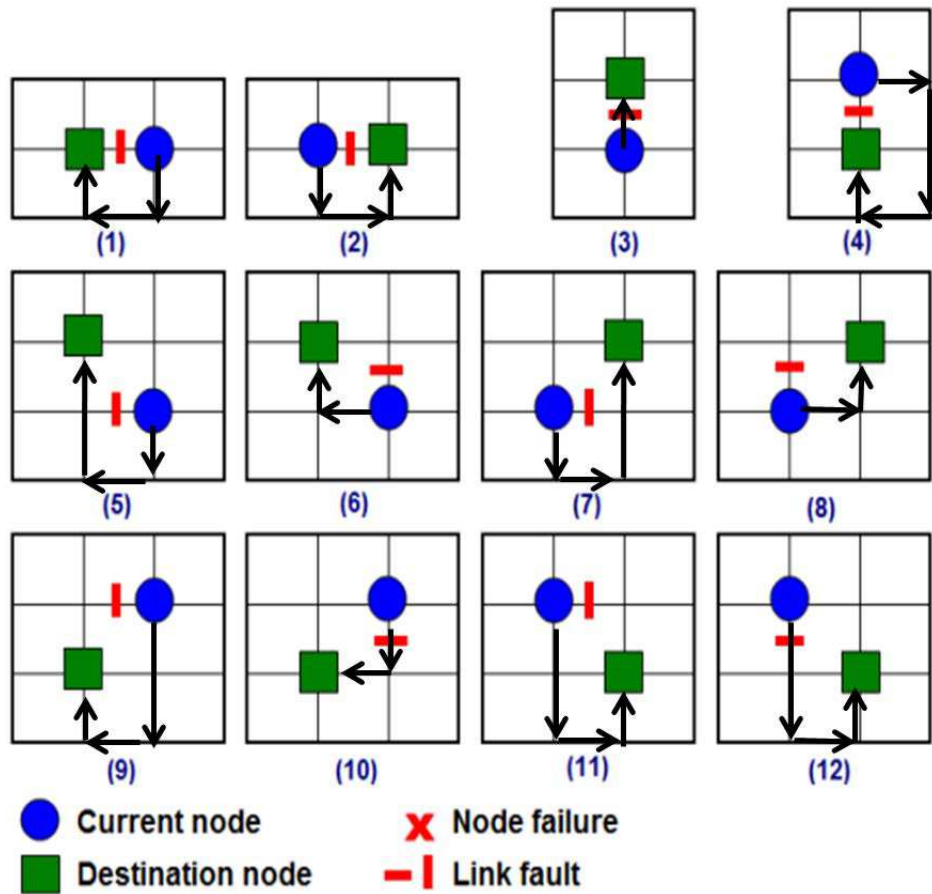 (1) (2) (3) (4)
(5) (6) (7) (8)
(9) (10) (11) (12)
Current node Node failure
Destination node Link fault